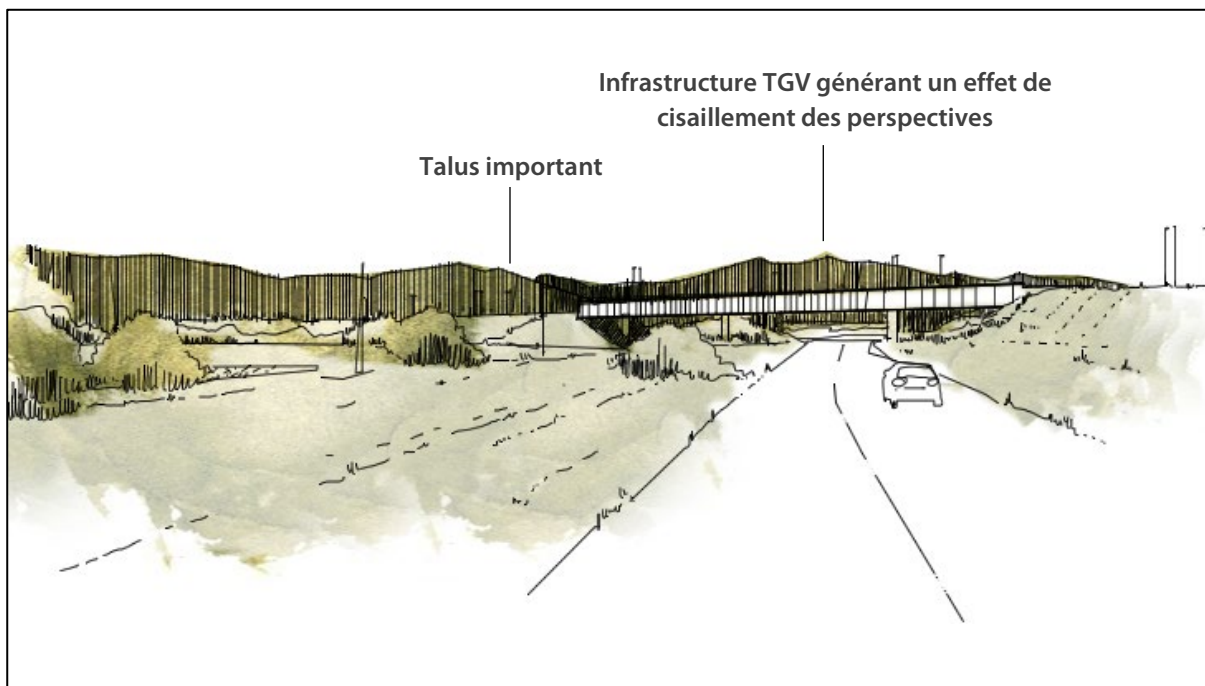 Infrastructure TGV générant un effet de
cisaillement des perspectives
Talus important